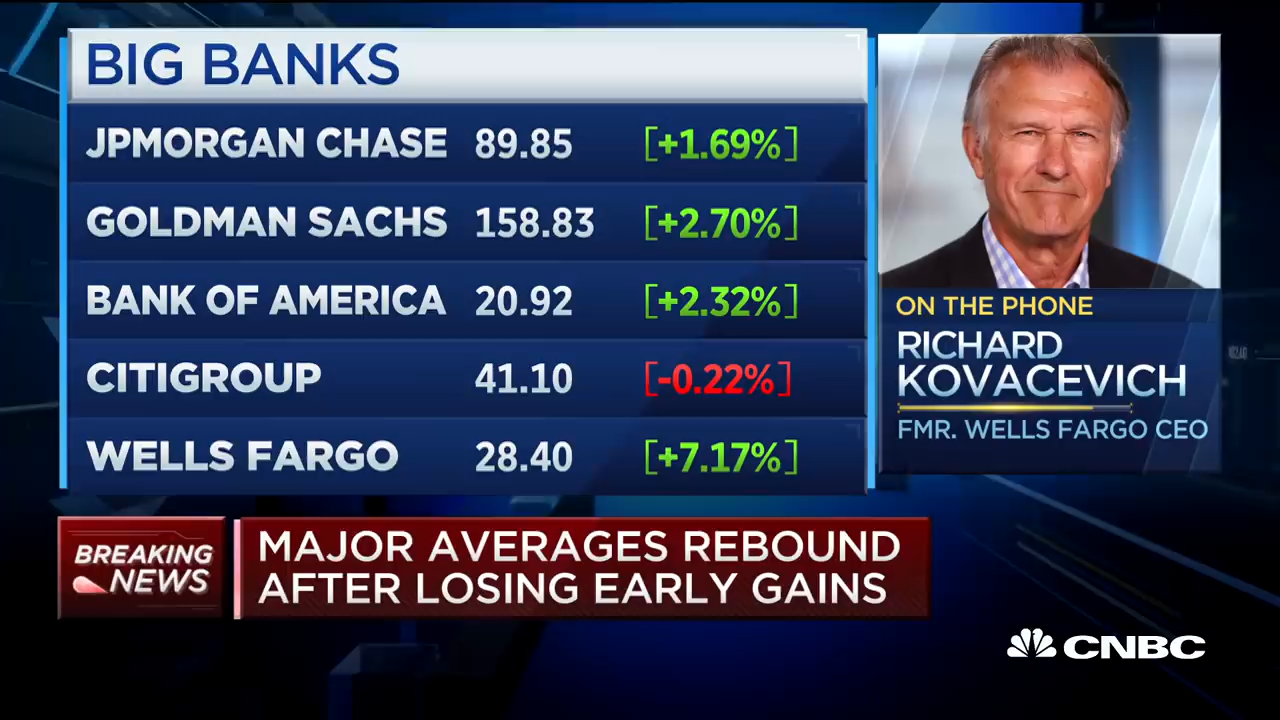 BIG BANKS
JPMORGAN CHASE 89.85 [+1.69%]
GOLDMAN SACHS 158.83 [+2.70%]
BANK OF AMERICA 20.92 [+2.32%]
CITIGROUP 41.10 [-0.22%]
WELLS FARGO 28.40 [+7.17%]
ON THE PHONE
RICHARD
KOVACEVICH
FMR. WELLS FARGO CEO
BREAKING
NEWS
MAJOR AVERAGES REBOUND
AFTER LOSING EARLY GAINS
CNBC